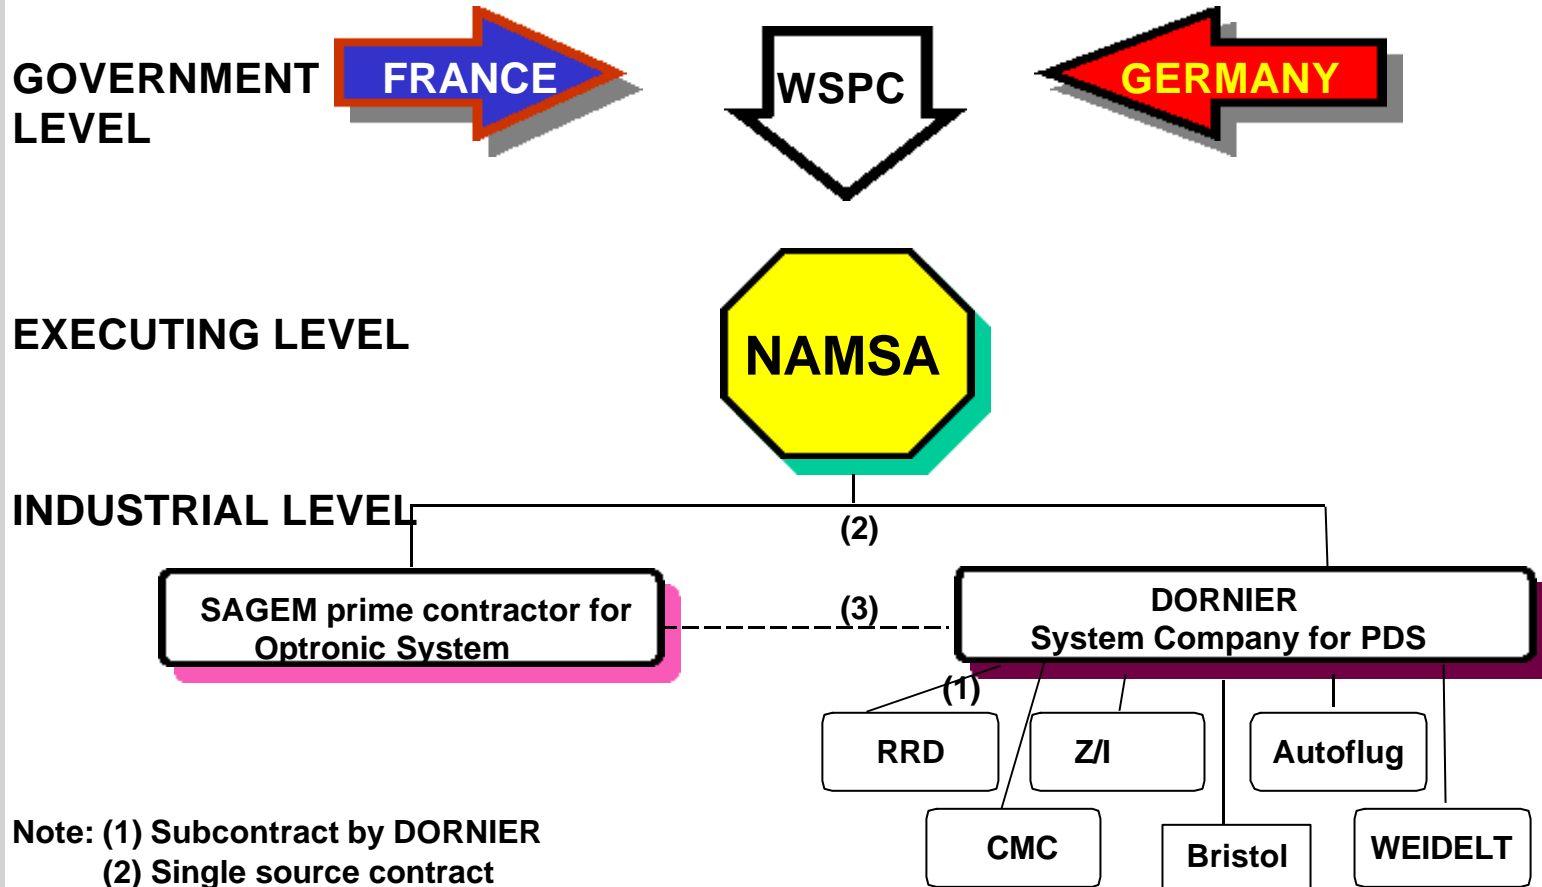 GOVERNMENT
LEVEL
FRANCE
WSPC
GERMANY
EXECUTING LEVEL
NAMSA
INDUSTRIAL LEVEL
(2)
SAGEM prime contractor for
Optronic System
(3)
DORNIER
System Company for PDS
(1)
RRD
Z/I
Autoflug
CMC
Bristol
WEIDELT
Note: (1) Subcontract by DORNIER
(2) Single source contract